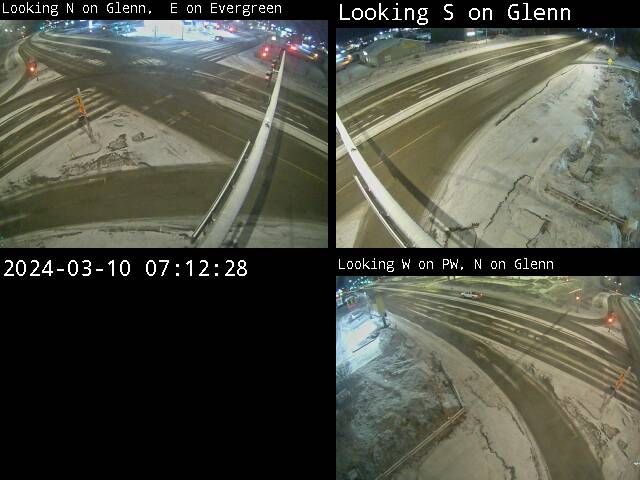 Looking N on Glenn, E on Evergreen
Looking S on Glenn
2024-03-10 07:12:28
Looking W on PW, N on Glenn